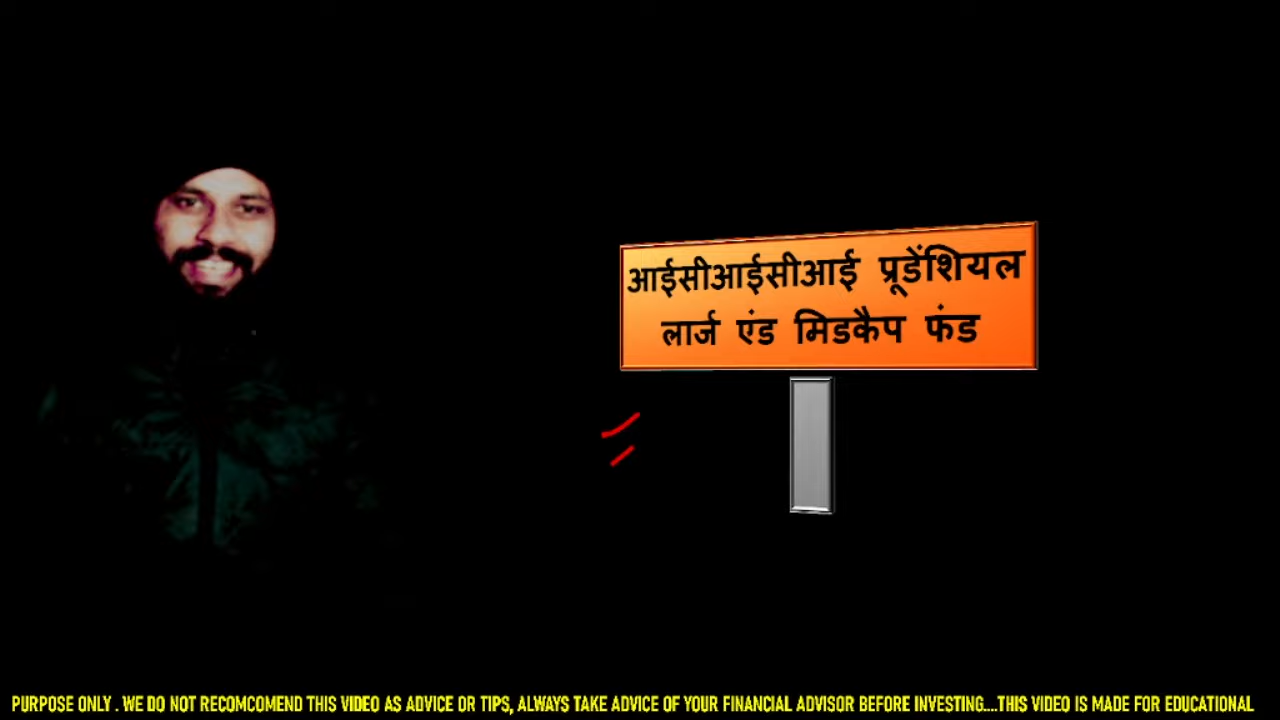 आईसीआईसीआई प्रूडेंशियल
लार्ज एंड मिडकैप फंड
PURPOSE ONLY . WE DO NOT RECOMCOMEND THIS VIDEO AS ADVICE OR TIPS, ALWAYS TAKE ADVICE OF YOUR FINANCIAL ADVISOR BEFORE INVESTING....THIS VIDEO IS MADE FOR EDUCATIONAL